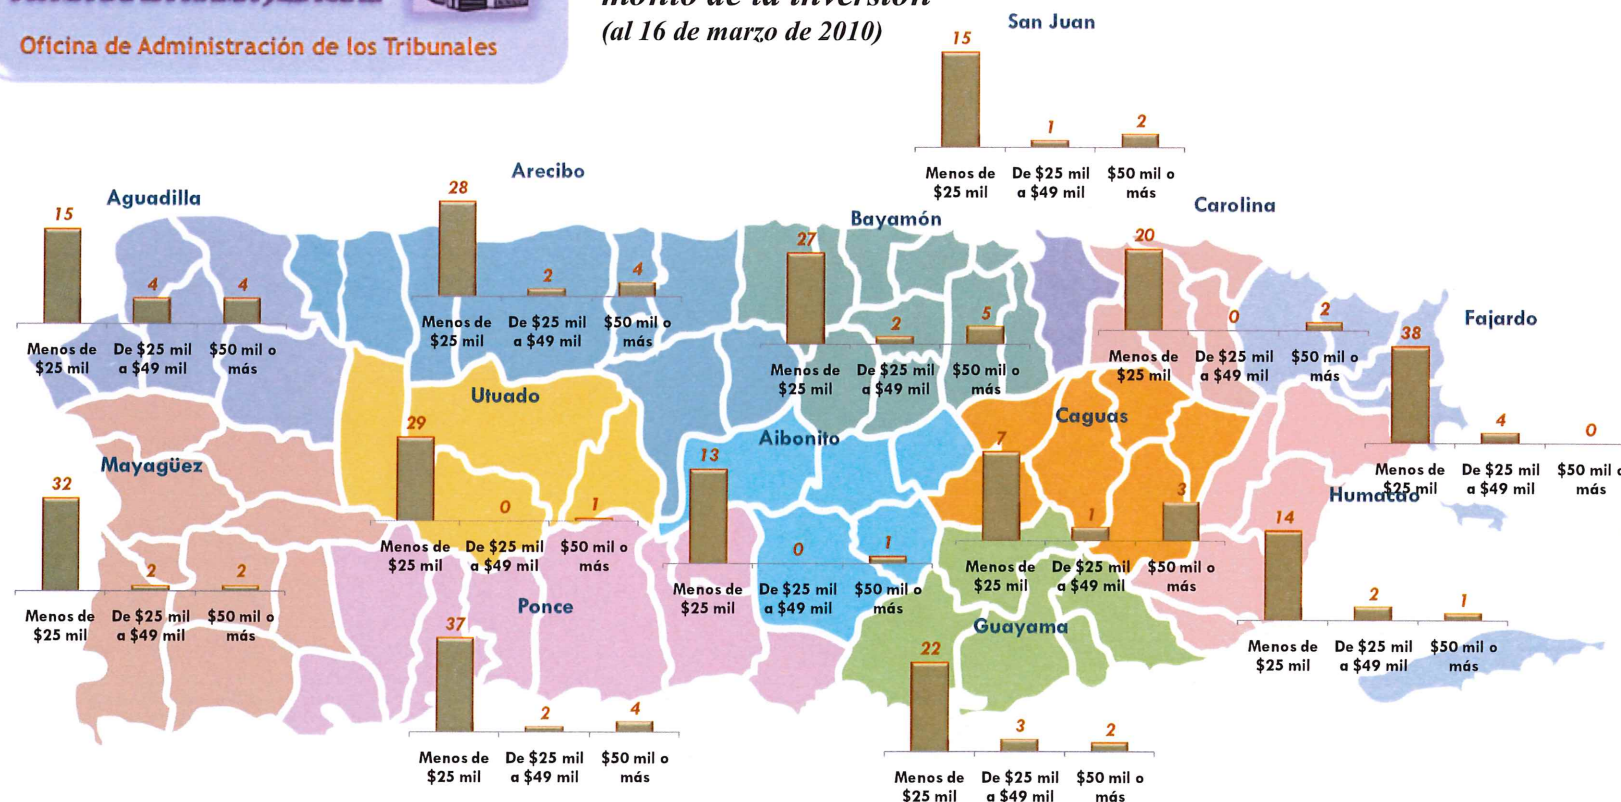 Oficina de Administración de los Tribunales
monto de la inversión
(al 16 de marzo de 2010)
San Juan
15
1
2
Menos de
$25 mil
De $25 mil
a $49 mil
$50 mil o
más
Aguadilla
15
4
4
Menos de
$25 mil
De $25 mil
a $49 mil
$50 mil o
más
Arecibo
28
2
4
Menos de
$25 mil
De $25 mil
a $49 mil
$50 mil o
más
Bayamón
27
2
5
Menos de
$25 mil
De $25 mil
a $49 mil
$50 mil o
más
Carolina
20
0
2
Menos de
$25 mil
De $25 mil
a $49 mil
$50 mil o
más
Fajardo
38
4
0
Menos de
$25 mil
De $25 mil
a $49 mil
$50 mil o
más
Utuado
29
0
1
Menos de
$25 mil
De $25 mil
a $49 mil
$50 mil o
más
Aibonito
13
0
1
Menos de
$25 mil
De $25 mil
a $49 mil
$50 mil o
más
Caguas
7
1
3
Menos de
$25 mil
De $25 mil
a $49 mil
$50 mil o
más
Mayagüez
32
2
2
Menos de
$25 mil
De $25 mil
a $49 mil
$50 mil o
más
Humacao
14
2
1
Menos de
$25 mil
De $25 mil
a $49 mil
$50 mil o
más
Ponce
37
2
4
Menos de
$25 mil
De $25 mil
a $49 mil
$50 mil o
más
Guayama
22
3
2
Menos de
$25 mil
De $25 mil
a $49 mil
$50 mil o
más